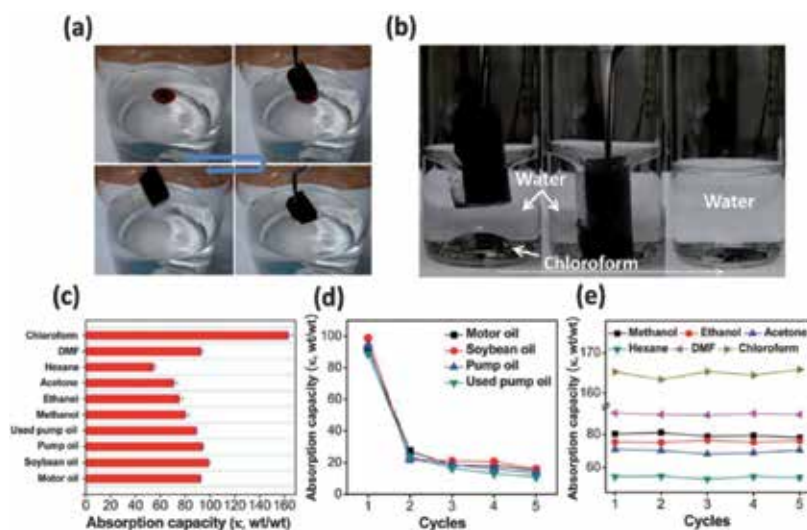 (a)
(b)
Water
Chloroform
Water
(c)
Chloroform
DMF
Hexane
Acetone
Ethanol
Methanol
Used pump oil
Pump oil
Soybean oil
Motor oil
0 20 40 60 80 100 120 140 160
Absorption capacity (κ, wt/wt)
(d)
Absorption capacity (κ, wt/wt)
100
80
60
40
20
0
Motor oil
Soybean oil
Pump oil
Used pump oil
1 2 3 4 5
Cycles
(e)
Methanol Ethanol Acetone
Hexane DMF Chloroform
Absorption capacity (κ, wt/wt)
170
160
80
60
1 2 3 4 5
Cycles